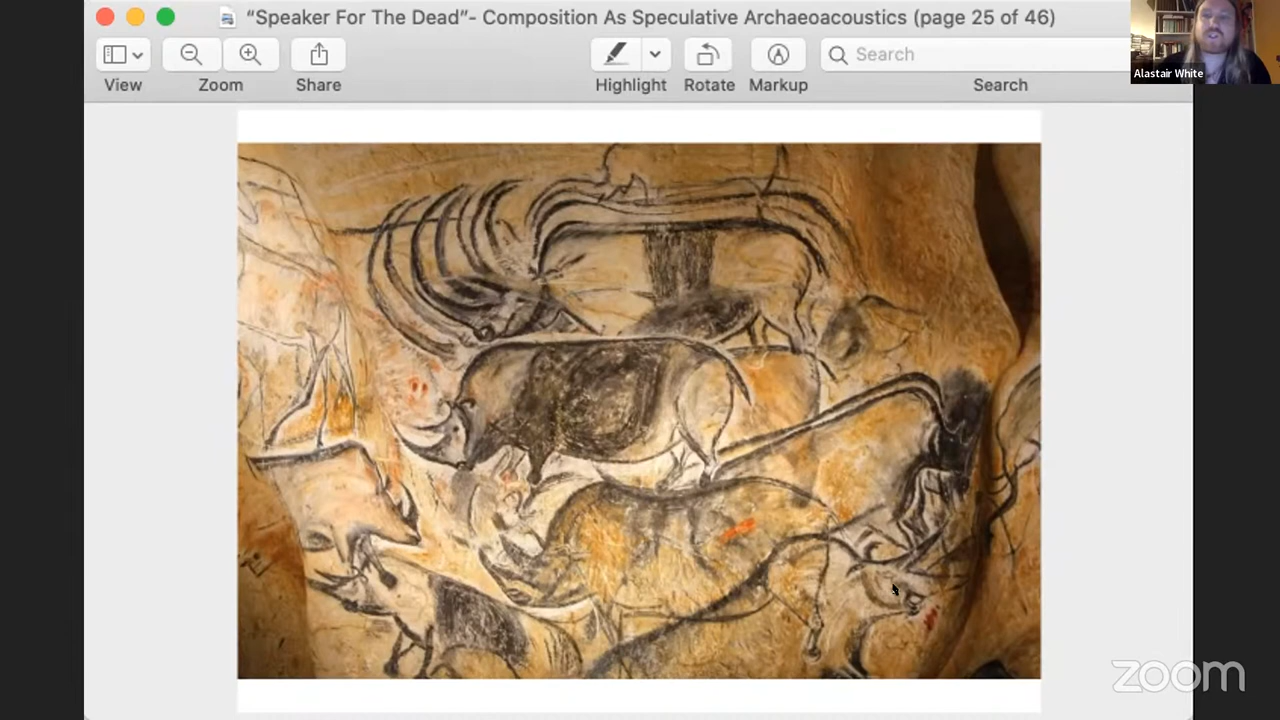 "Speaker For The Dead"- Composition As Speculative Archaeoacoustics (page 25 of 46)
Search
View
Zoom
Share
Highlight
Rotate
Markup
Search
Alastair White
zoom